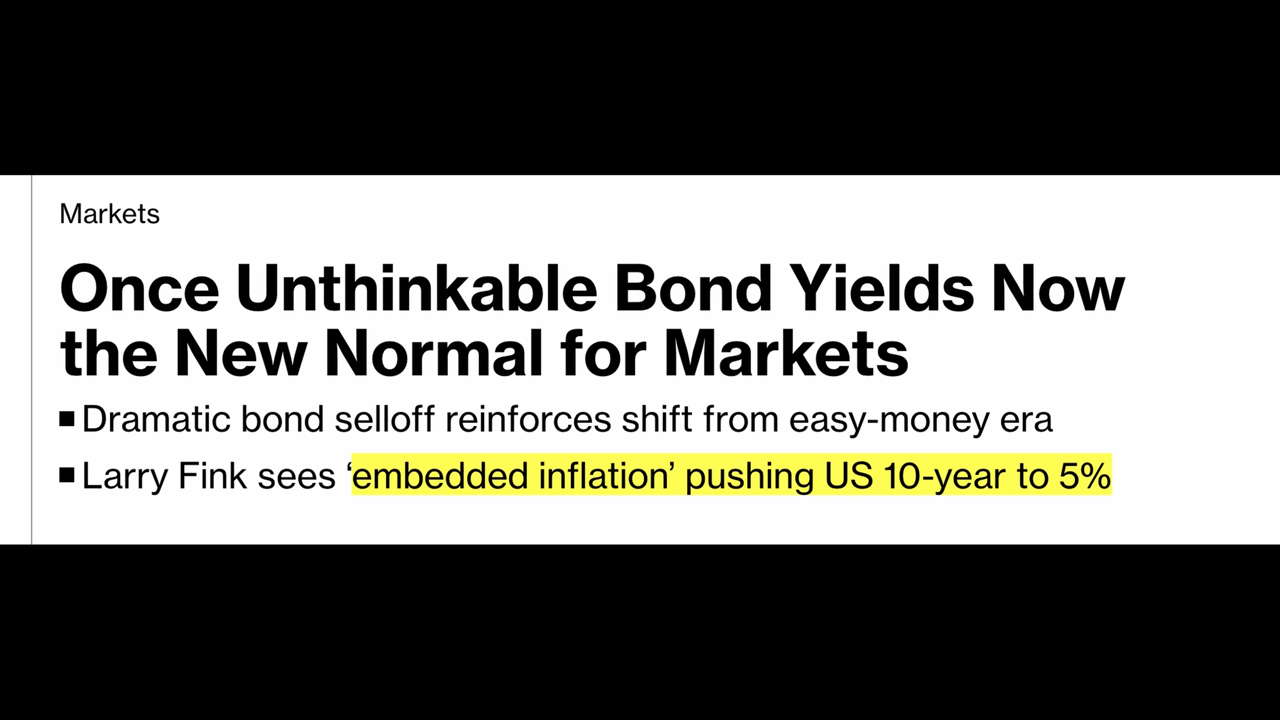 Markets
Once Unthinkable Bond Yields Now
the New Normal for Markets
▪ Dramatic bond selloff reinforces shift from easy-money era
▪ Larry Fink sees ‘embedded inflation’ pushing US 10-year to 5%